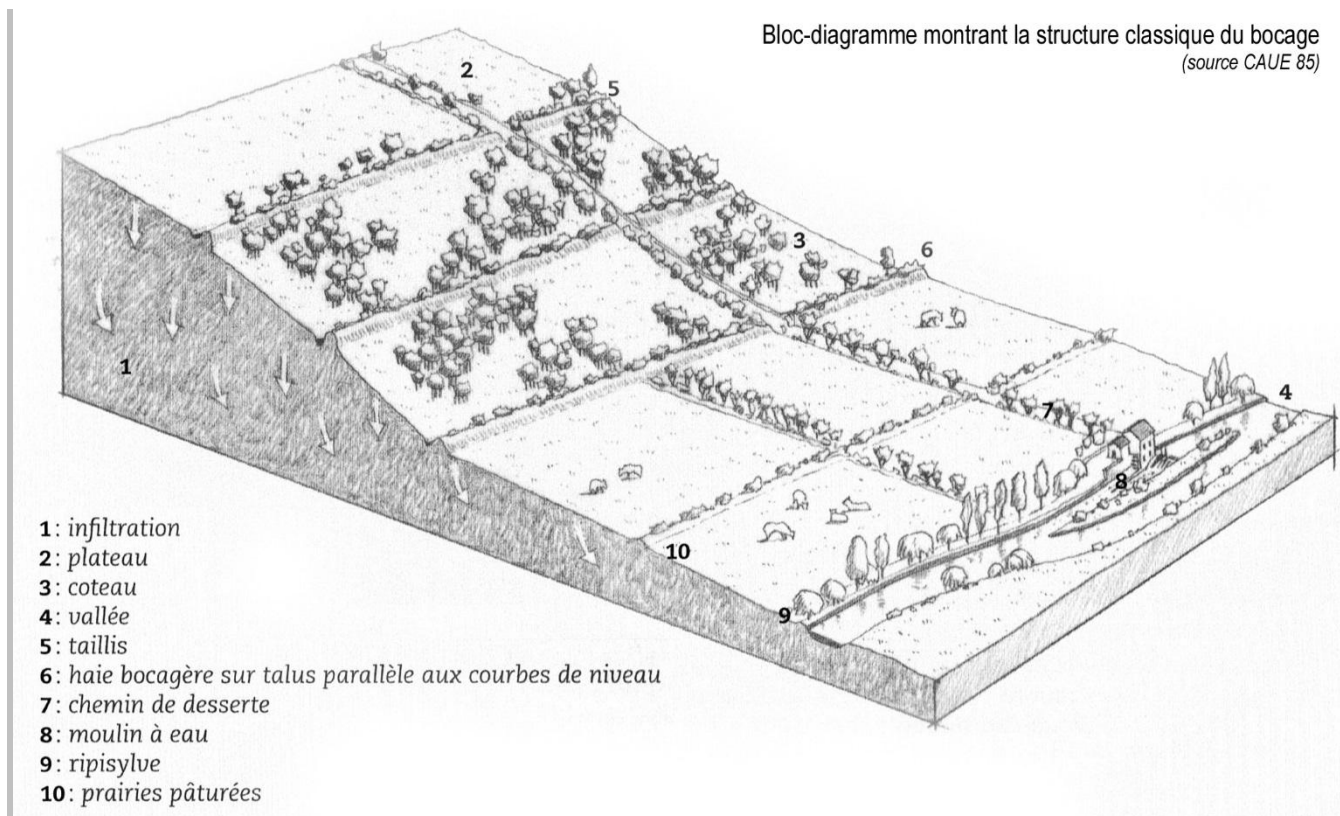 Bloc-diagramme montrant la structure classique du bocage
(source CAUE 85)
2
5
3
6
1
4
7
8
10
9
1: infiltration
2: plateau
3: coteau
4: vallée
5: taillis
6: haie bocagère sur talus parallèle aux courbes de niveau
7: chemin de desserte
8: moulin à eau
9: ripisylve
10: prairies pâturées